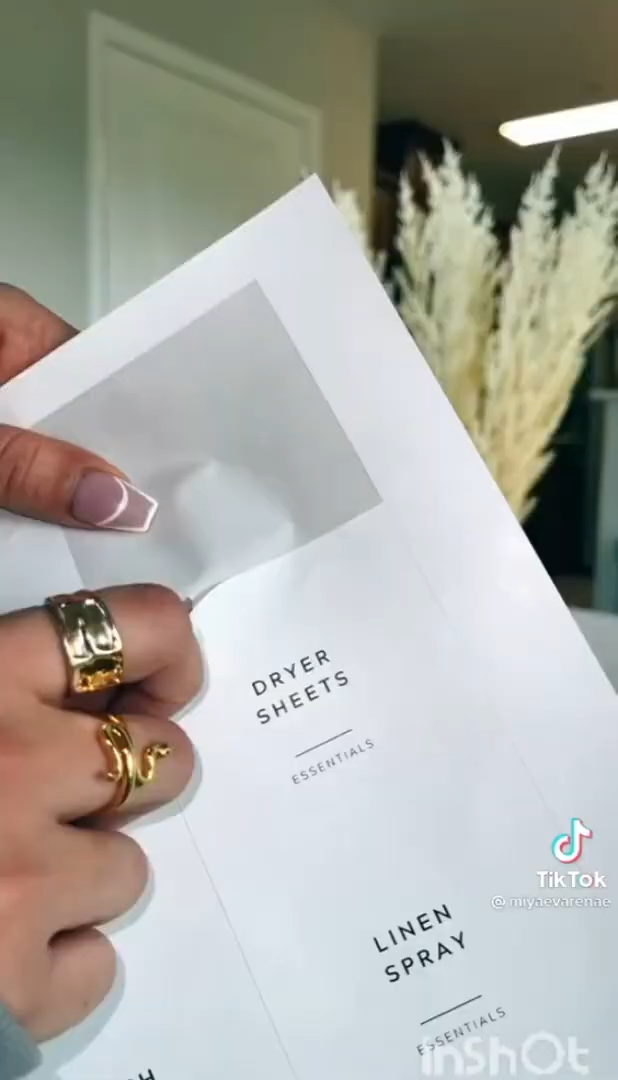 DRYER
SHEETS
ESSENTIALS
TikTok
@miyaevarenae
LINEN
SPRAY
ESSENTIALS
InShOt
H